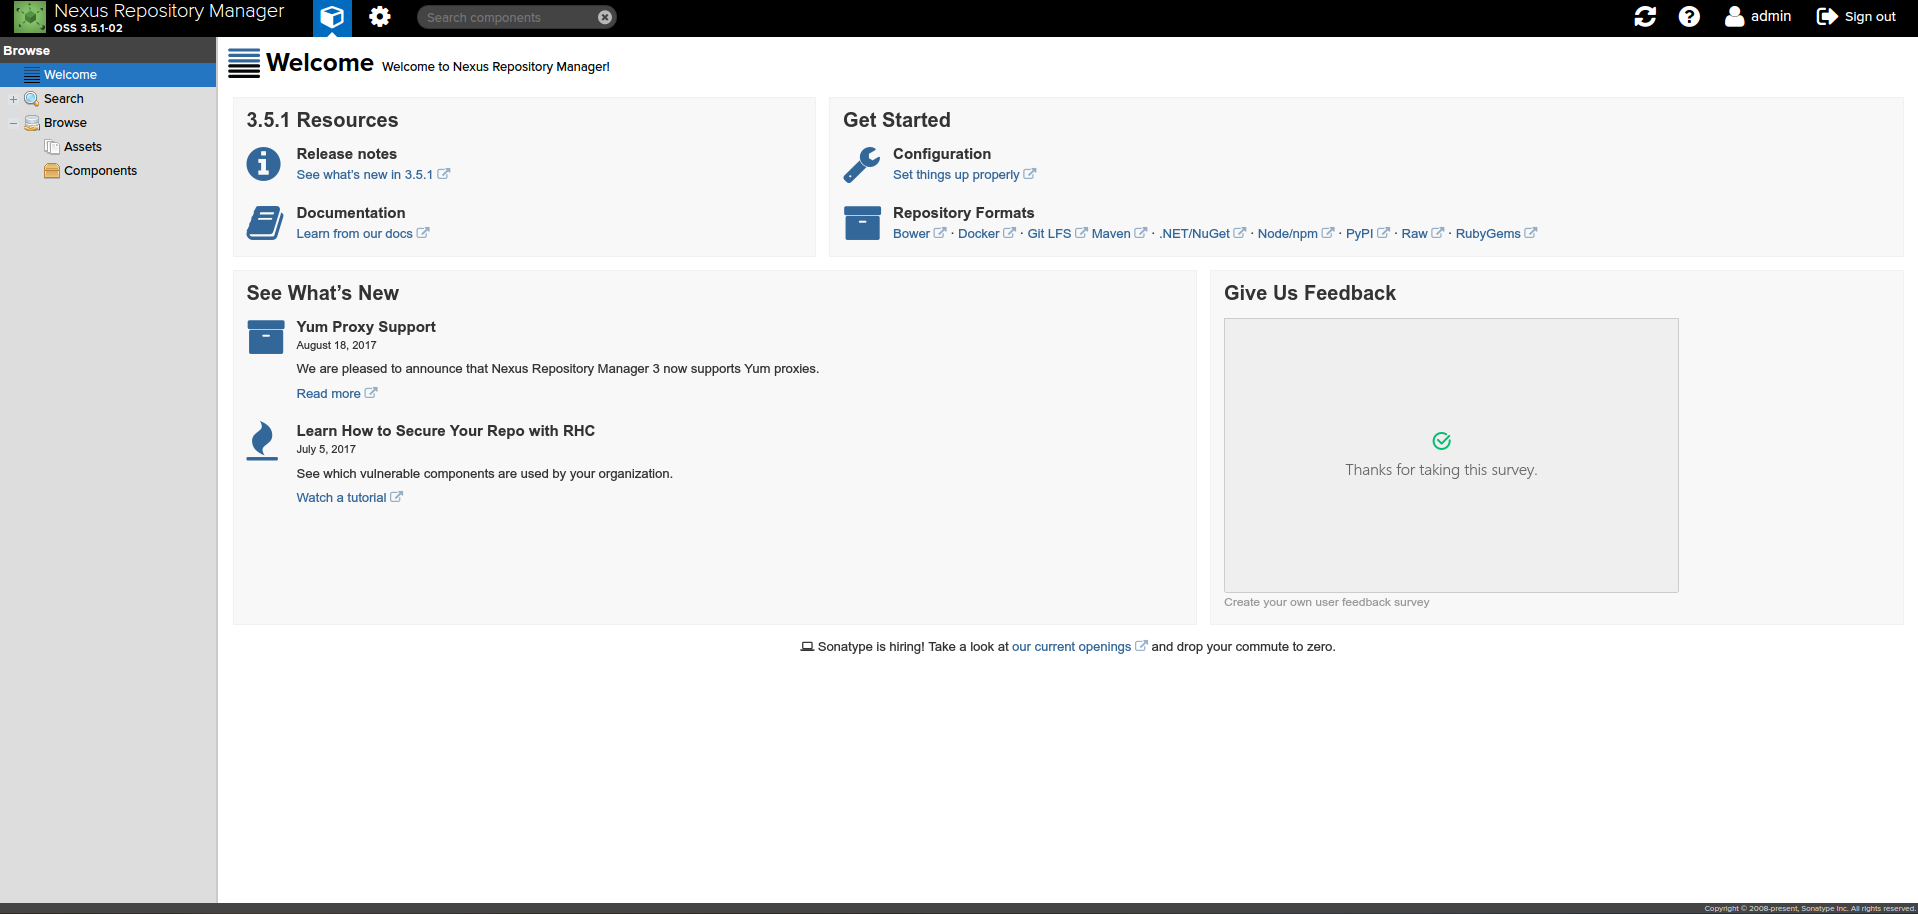 Nexus Repository Manager
OSS 3.5.1-02
Search components
admin
Sign out
Browse
Welcome
Search
Browse
Assets
Components
Welcome Welcome to Nexus Repository Manager!
3.5.1 Resources
Release notes
See what's new in 3.5.1
Documentation
Learn from our docs
Get Started
Configuration
Set things up properly
Repository Formats
Bower · Docker · Git LFS Maven · .NET/NuGet · Node/npm · PyPI · Raw · RubyGems
See What’s New
Yum Proxy Support
August 18, 2017
We are pleased to announce that Nexus Repository Manager 3 now supports Yum proxies.
Read more
Learn How to Secure Your Repo with RHC
July 5, 2017
See which vulnerable components are used by your organization.
Watch a tutorial
Give Us Feedback
Thanks for taking this survey.
Create your own user feedback survey
Sonatype is hiring! Take a look at our current openings and drop your commute to zero.
Copyright © 2008-present, Sonatype Inc. All rights reserved.